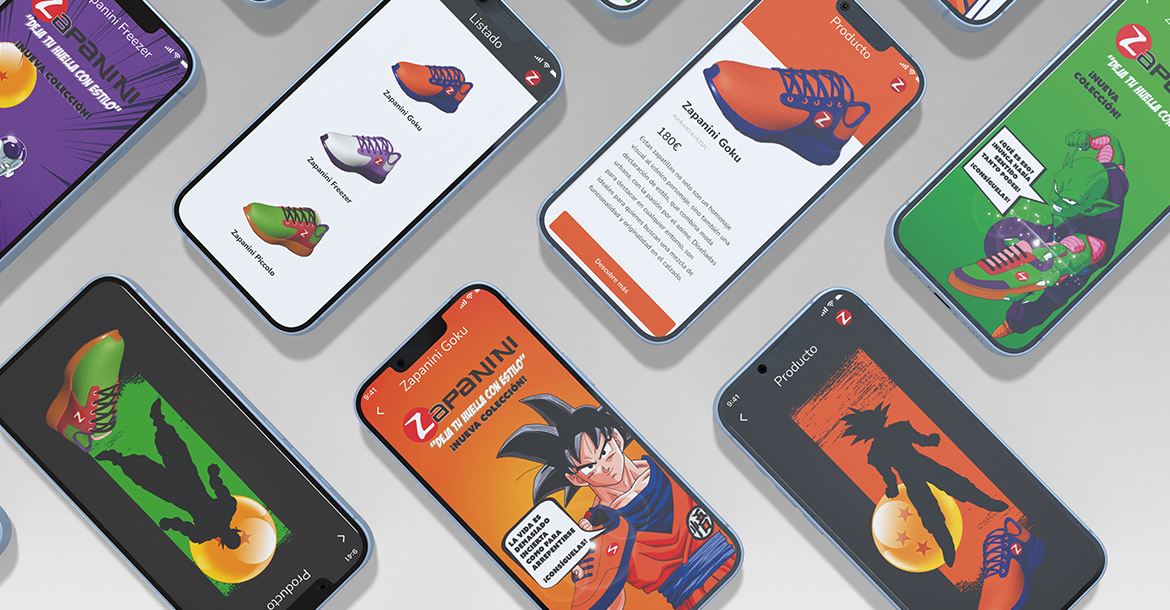 Zapanini Freezer
ZAPANINI
"DEJA TU HUELLA CON ESTILO"
¡NUEVA COLECCIÓN!
Listado
Z
Zapanini Goku
Zapanini Freezer
Zapanini Piccolo
Producto
Z
Z
Zapanini Goku
NARANJA/AZUL
180€
Estas zapatillas no solo son un homenaje
visual al icónico personaje, sino también una
declaración de estilo, que combina moda
urbana, con la pasión por el anime. Diseñadas
para destacar en cualquier entorno, son
ideales para quienes buscan una mezcla de
funcionalidad y originalidad en el calzado.
Descubre más
"DEJA TU HUELLA CON
¡NUEVA
COLECCIÓN!
¿QUÉ ES ESO?
¡NUNCA HABÍA
SENTIDO
TANTO PODER!
¡CONSÍGUELAS!
Z
9:41
Producto
9:41
Zapanini Goku
ZAPANINI
"DEJA TU HUELLA CON ESTILO"
¡NUEVA COLECCIÓN!
LA VIDA ES
DEMASIADO
INCIERTA
COMO PARA
ARREPENTIRSE
¡CONSÍGUELAS!
悟
9:41
Producto
Z
Z